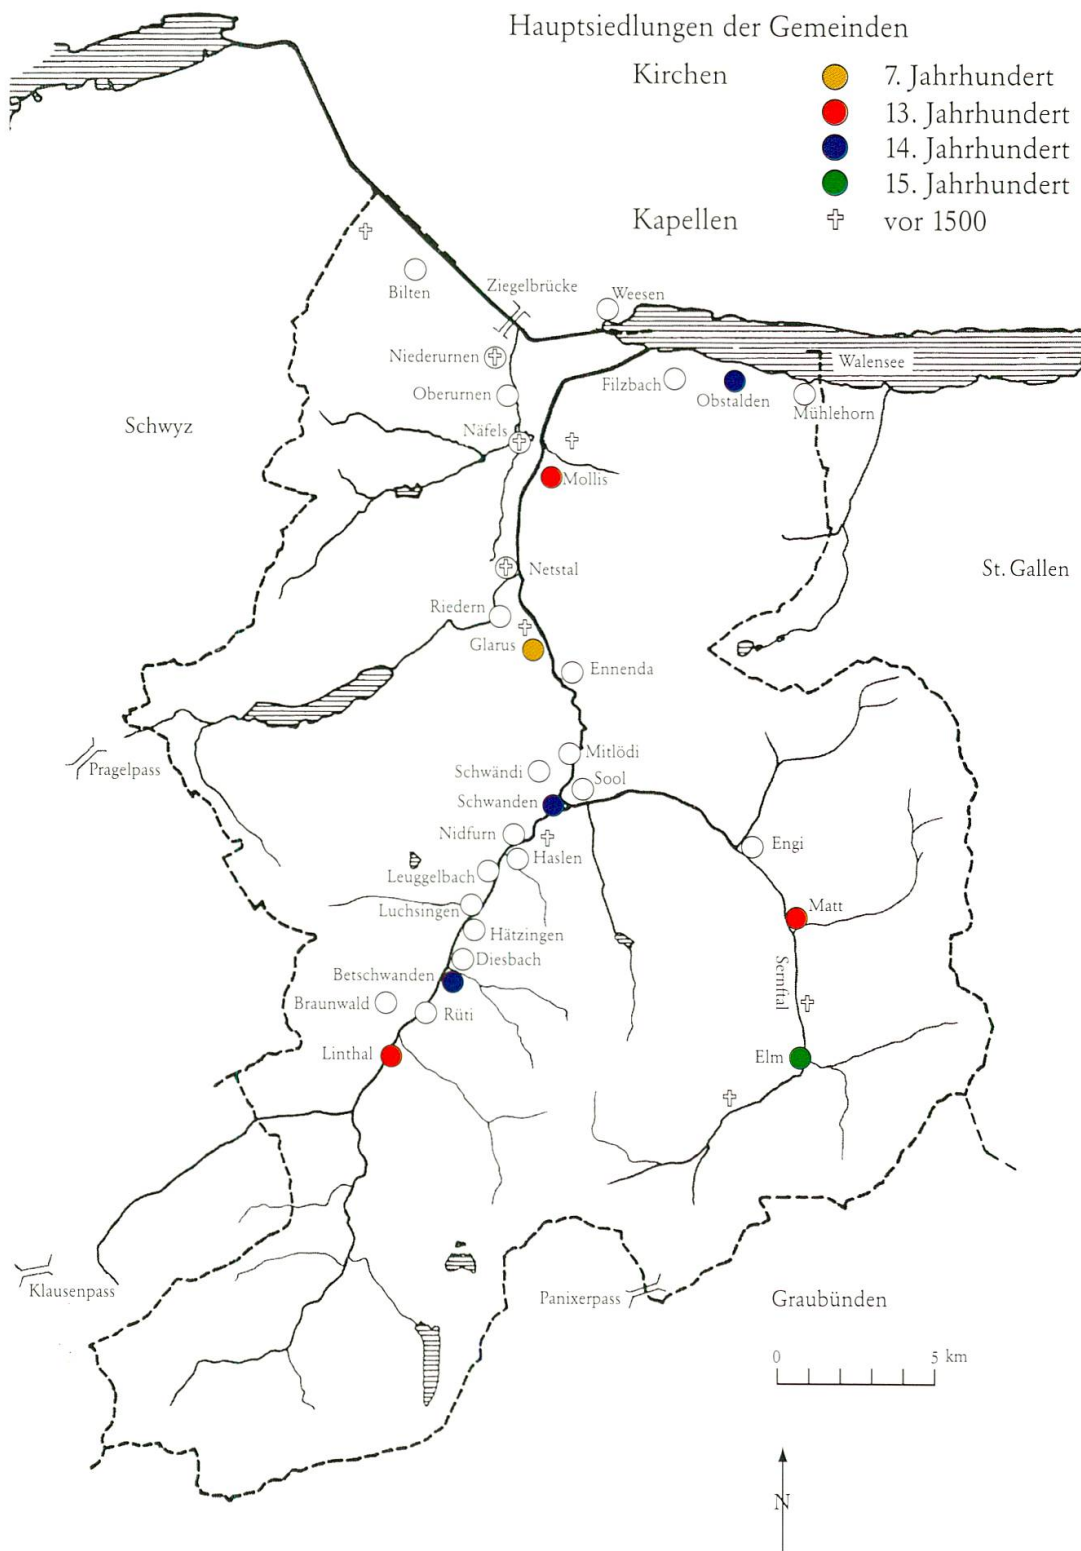 Hauptsiedlungen der Gemeinden
Kirchen
7. Jahrhundert
13. Jahrhundert
14. Jahrhundert
15. Jahrhundert
Kapellen
vor 1500
Bilten
Ziegelbrücke
Weesen
Niederurnen
Walensee
Filzbach
Oberurnen
Obstalden
Mühlehorn
Schwyz
Näfels
Mollis
Netstal
St. Gallen
Riedern
Glarus
Ennenda
Pragelpass
Mitlödi
Schwändi
Sool
Schwanden
Nidfurn
Engi
Haslen
Leuggelbach
Luchsingen
Matt
Hätzingen
Diesbach
Betschwanden
Sernftal
Braunwald
Rüti
Linthal
Elm
Klausenpass
Panixerpass
Graubünden
0 5 km
N